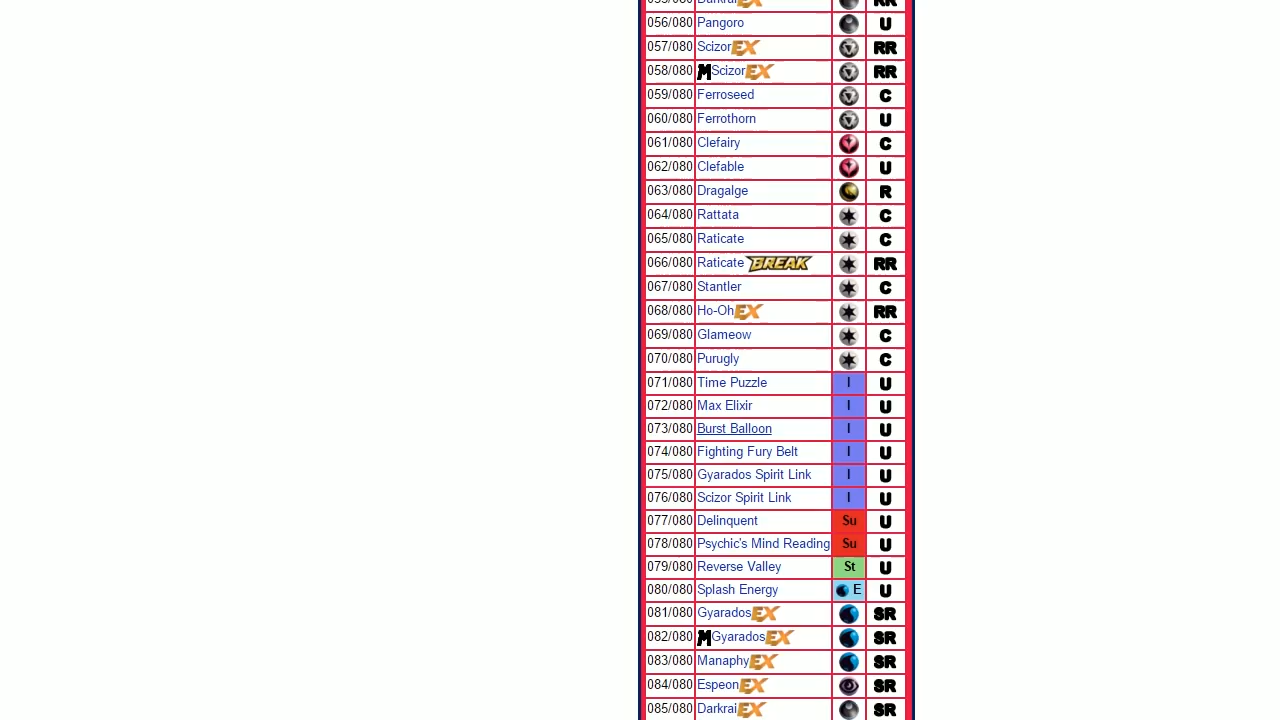 055/080 Darkrai EX RR
056/080 Pangoro U
057/080 Scizor EX RR
058/080 M Scizor EX RR
059/080 Ferroseed C
060/080 Ferrothorn U
061/080 Clefairy C
062/080 Clefable U
063/080 Dragalge R
064/080 Rattata C
065/080 Raticate C
066/080 Raticate BREAK RR
067/080 Stantler C
068/080 Ho-Oh EX RR
069/080 Glameow C
070/080 Purugly C
071/080 Time Puzzle I U
072/080 Max Elixir I U
073/080 Burst Balloon I U
074/080 Fighting Fury Belt I U
075/080 Gyarados Spirit Link I U
076/080 Scizor Spirit Link I U
077/080 Delinquent Su U
078/080 Psychic's Mind Reading Su U
079/080 Reverse Valley St U
080/080 Splash Energy E U
081/080 Gyarados EX SR
082/080 M Gyarados EX SR
083/080 Manaphy EX SR
084/080 Espeon EX SR
085/080 Darkrai EX SR